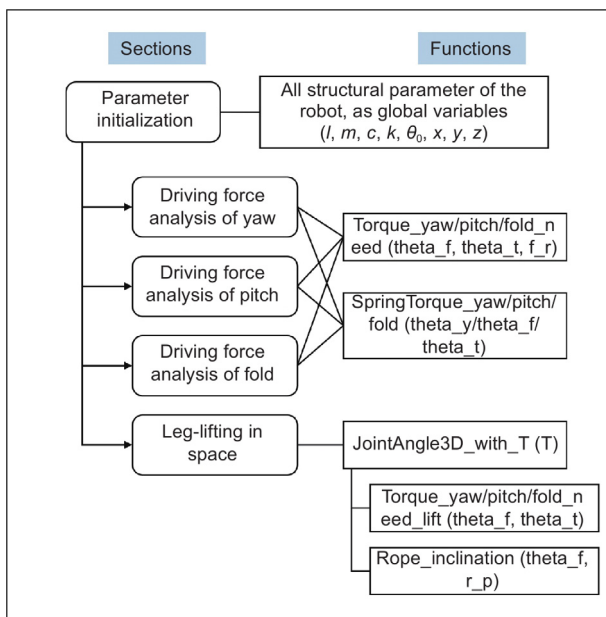 Sections
Functions
Parameter
initialization
All structural parameter of the
robot, as global variables
(l, m, c, k, θ₀, x, y, z)
Driving force
analysis of yaw
Torque_yaw/pitch/fold_n
eed (theta_f, theta_t, f_r)
Driving force
analysis of pitch
SpringTorque_yaw/pitch/
fold (theta_y/theta_f/
theta_t)
Driving force
analysis of fold
Leg-lifting in
space
JointAngle3D_with_T (T)
Torque_yaw/pitch/fold_n
eed_lift (theta_f, theta_t)
Rope_inclination (theta_f,
r_p)